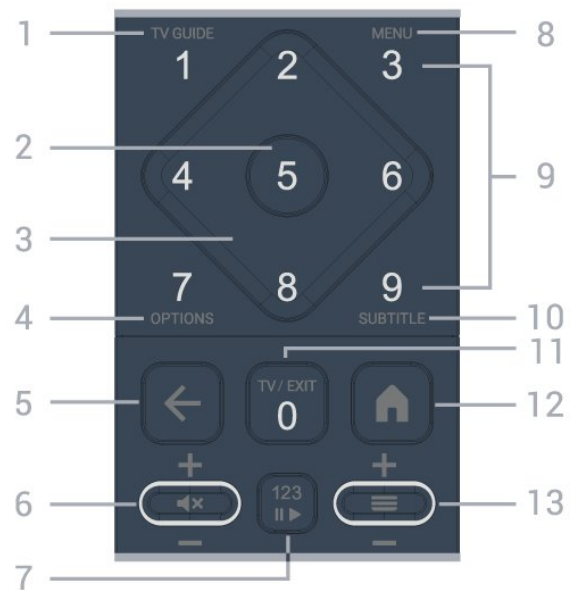 1 TV GUIDE MENU 8
1 2 3
2 9
4 5 6
3
7 8 9
4 OPTIONS SUBTITLE 10
11
TV / EXIT
5 0 12
+ +
6 13
123
- -
7